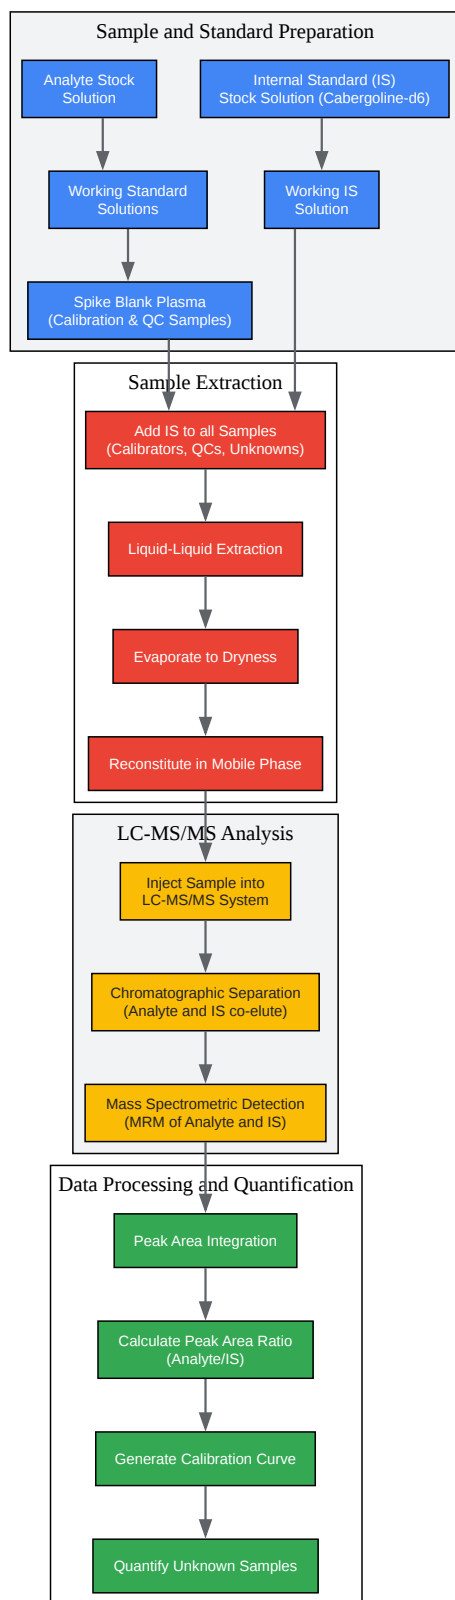 Sample and Standard Preparation
Analyte Stock
Solution
Internal Standard (IS)
Stock Solution (Cabergoline-d6)
Working Standard
Solutions
Working IS
Solution
Spike Blank Plasma
(Calibration & QC Samples)
Sample Extraction
Add IS to all Samples
(Calibrators, QCs, Unknowns)
Liquid-Liquid Extraction
Evaporate to Dryness
Reconstitute in Mobile Phase
LC-MS/MS Analysis
Inject Sample into
LC-MS/MS System
Chromatographic Separation
(Analyte and IS co-elute)
Mass Spectrometric Detection
(MRM of Analyte and IS)
Data Processing and Quantification
Peak Area Integration
Calculate Peak Area Ratio
(Analyte/IS)
Generate Calibration Curve
Quantify Unknown Samples